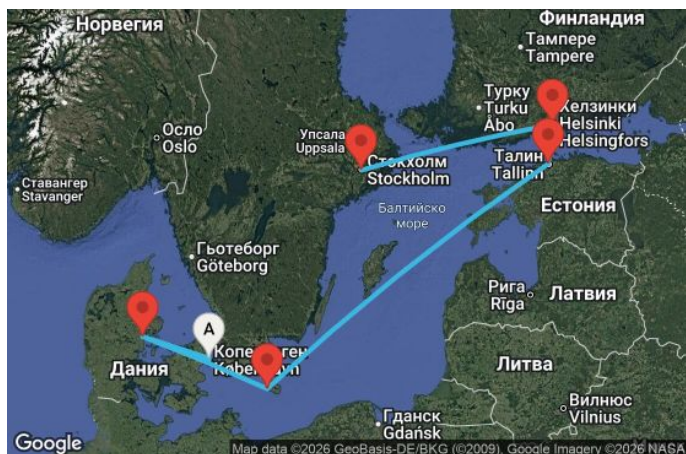 Норвегия
ФИНЛАНДИЯ
Тампере
Tampere
Турку
Turku
Åbo
Хелзинки
Helsinki
Helsingfors
Осло
Oslo
Упсала
Uppsala
Стокхолм
Stockholm
Талин
Tallinn
Ставангер
Stavanger
Балтийско
море
ЕСТОНИЯ
Гьотеборг
Göteborg
Рига
Rīga
ЛАТВИЯ
A
Дания
ЛИТВА
Гданск
Gdańsk
Вилнюс
Vilnius
Google
Map data ©2026 GeoBasis-DE/BKG (©2009), Google Imagery ©2026 NASA